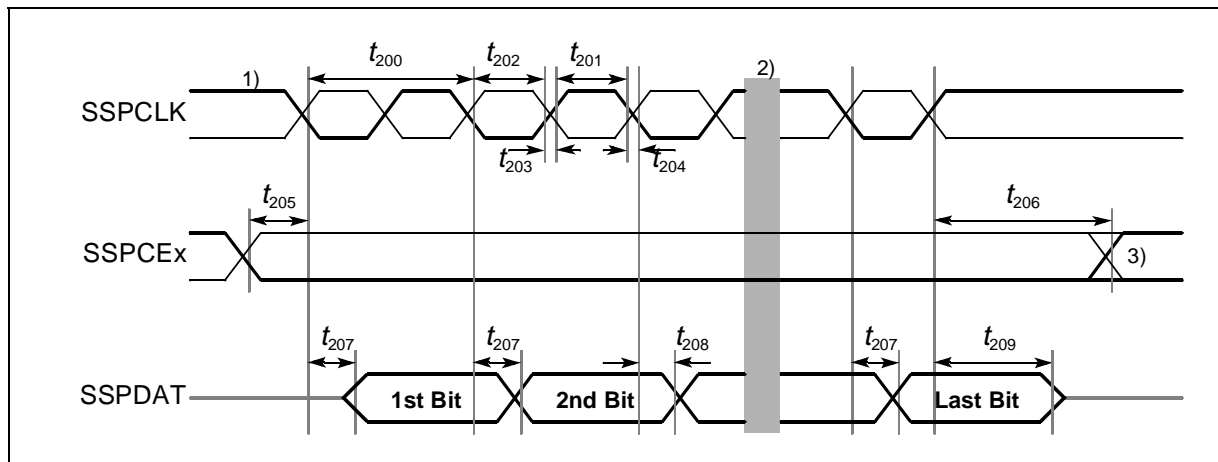 1) t200 t202 t201 2)
SSPCLK
t203 t204
t205 t206
SSPCEx 3)
t207 t207 t208 t207 t209
SSPDAT 1st Bit 2nd Bit Last Bit